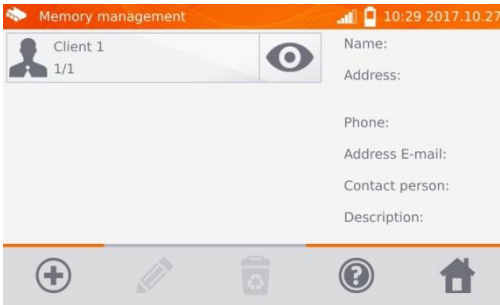 Memory management
10:29 2017.10.27
Client 1
1/1
Name:
Address:
Phone:
Address E-mail:
Contact person:
Description: